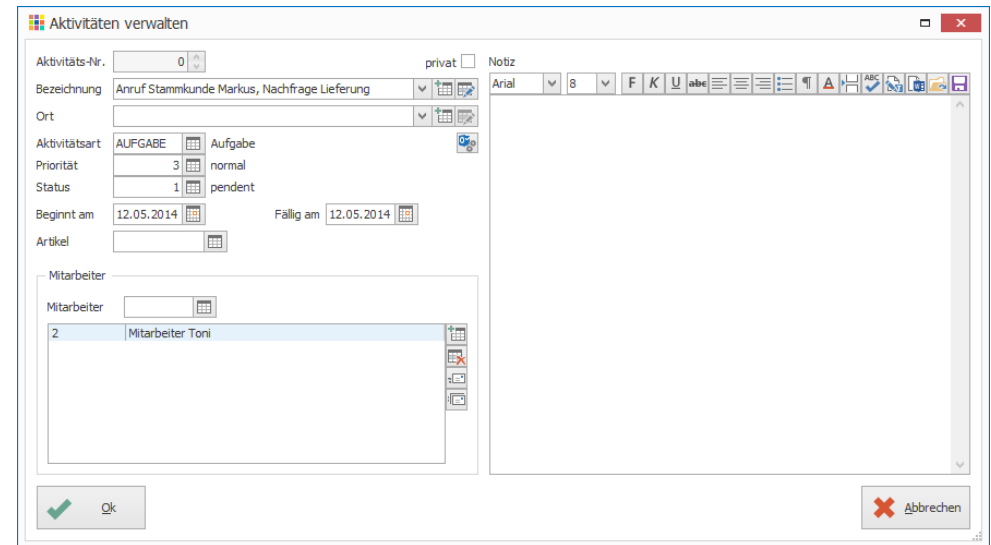 Aktivitäten verwalten
Aktivitäts-Nr. 0 privat
Bezeichnung Anruf Stammkunde Markus, Nachfrage Lieferung
Ort
Aktivitätsart AUFGABE Aufgabe
Priorität 3 normal
Status 1 pendent
Beginnt am 12.05.2014 Fällig am 12.05.2014
Artikel
Mitarbeiter
Mitarbeiter
2 Mitarbeiter Toni
Notiz
Arial 8 F K U abc A ABC
Ok
Abbrechen